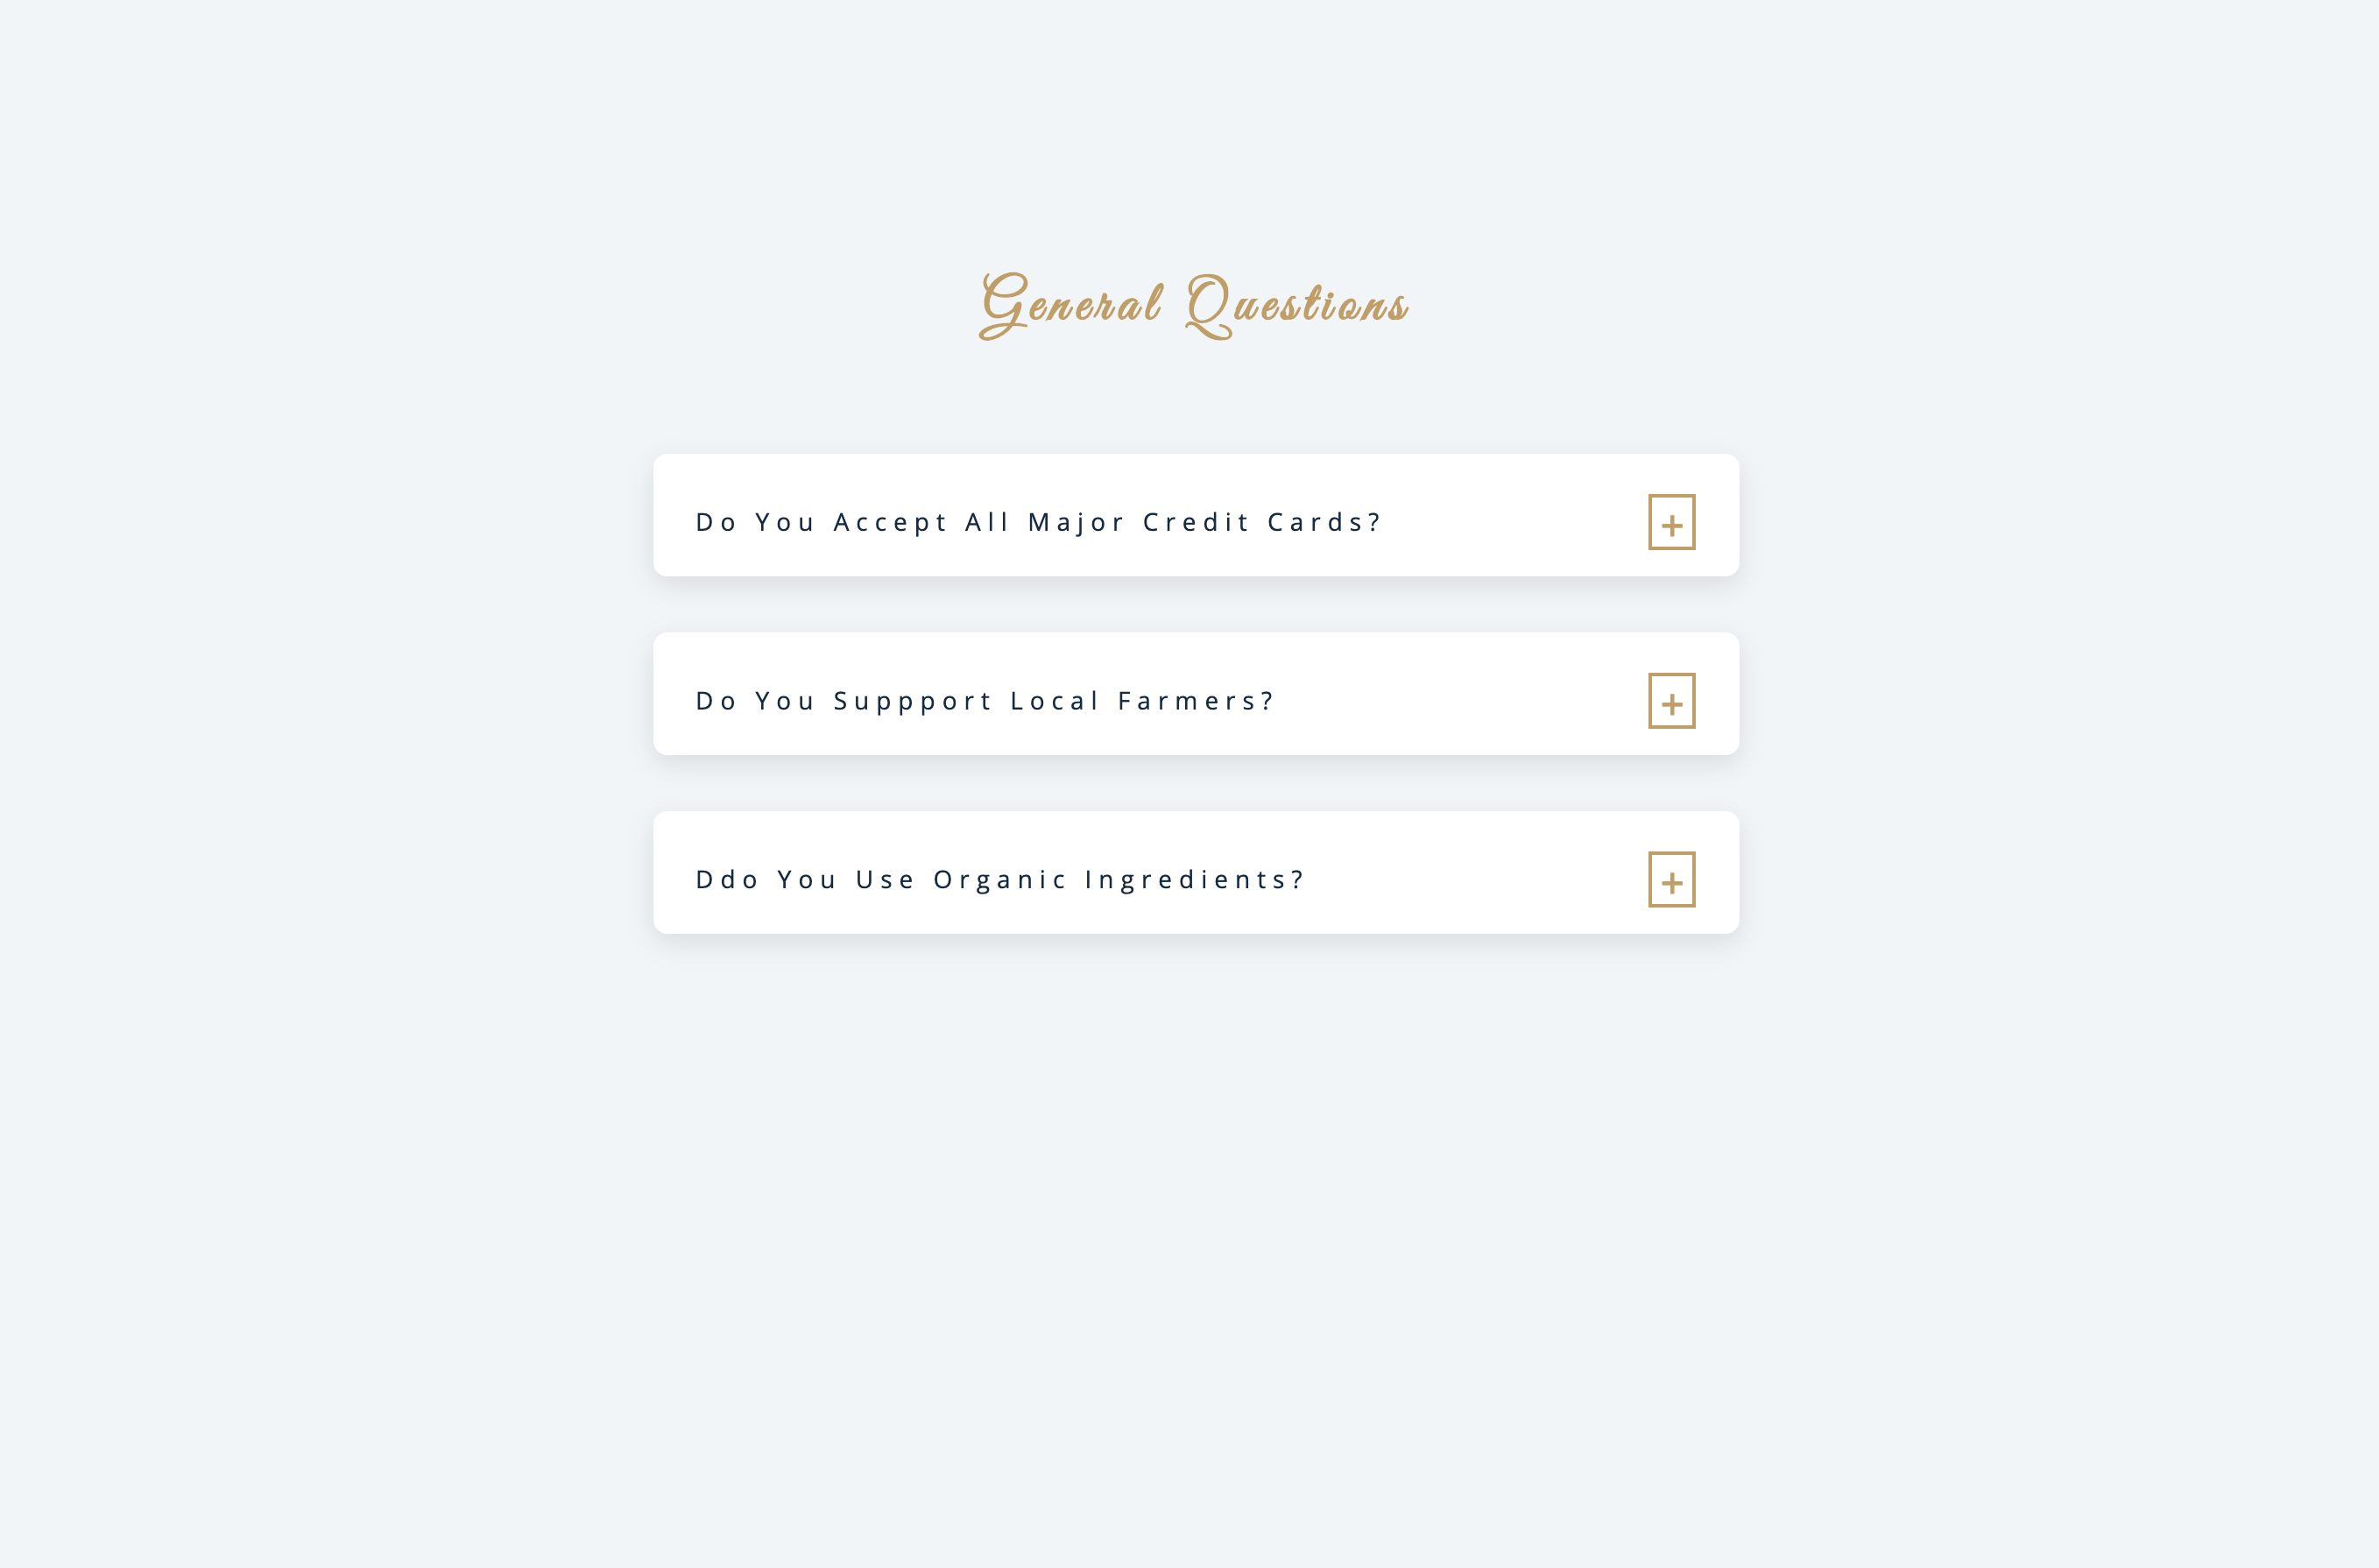 General Questions
Do You Accept All Major Credit Cards?
+
Do You Suppport Local Farmers?
+
Ddo You Use Organic Ingredients?
+